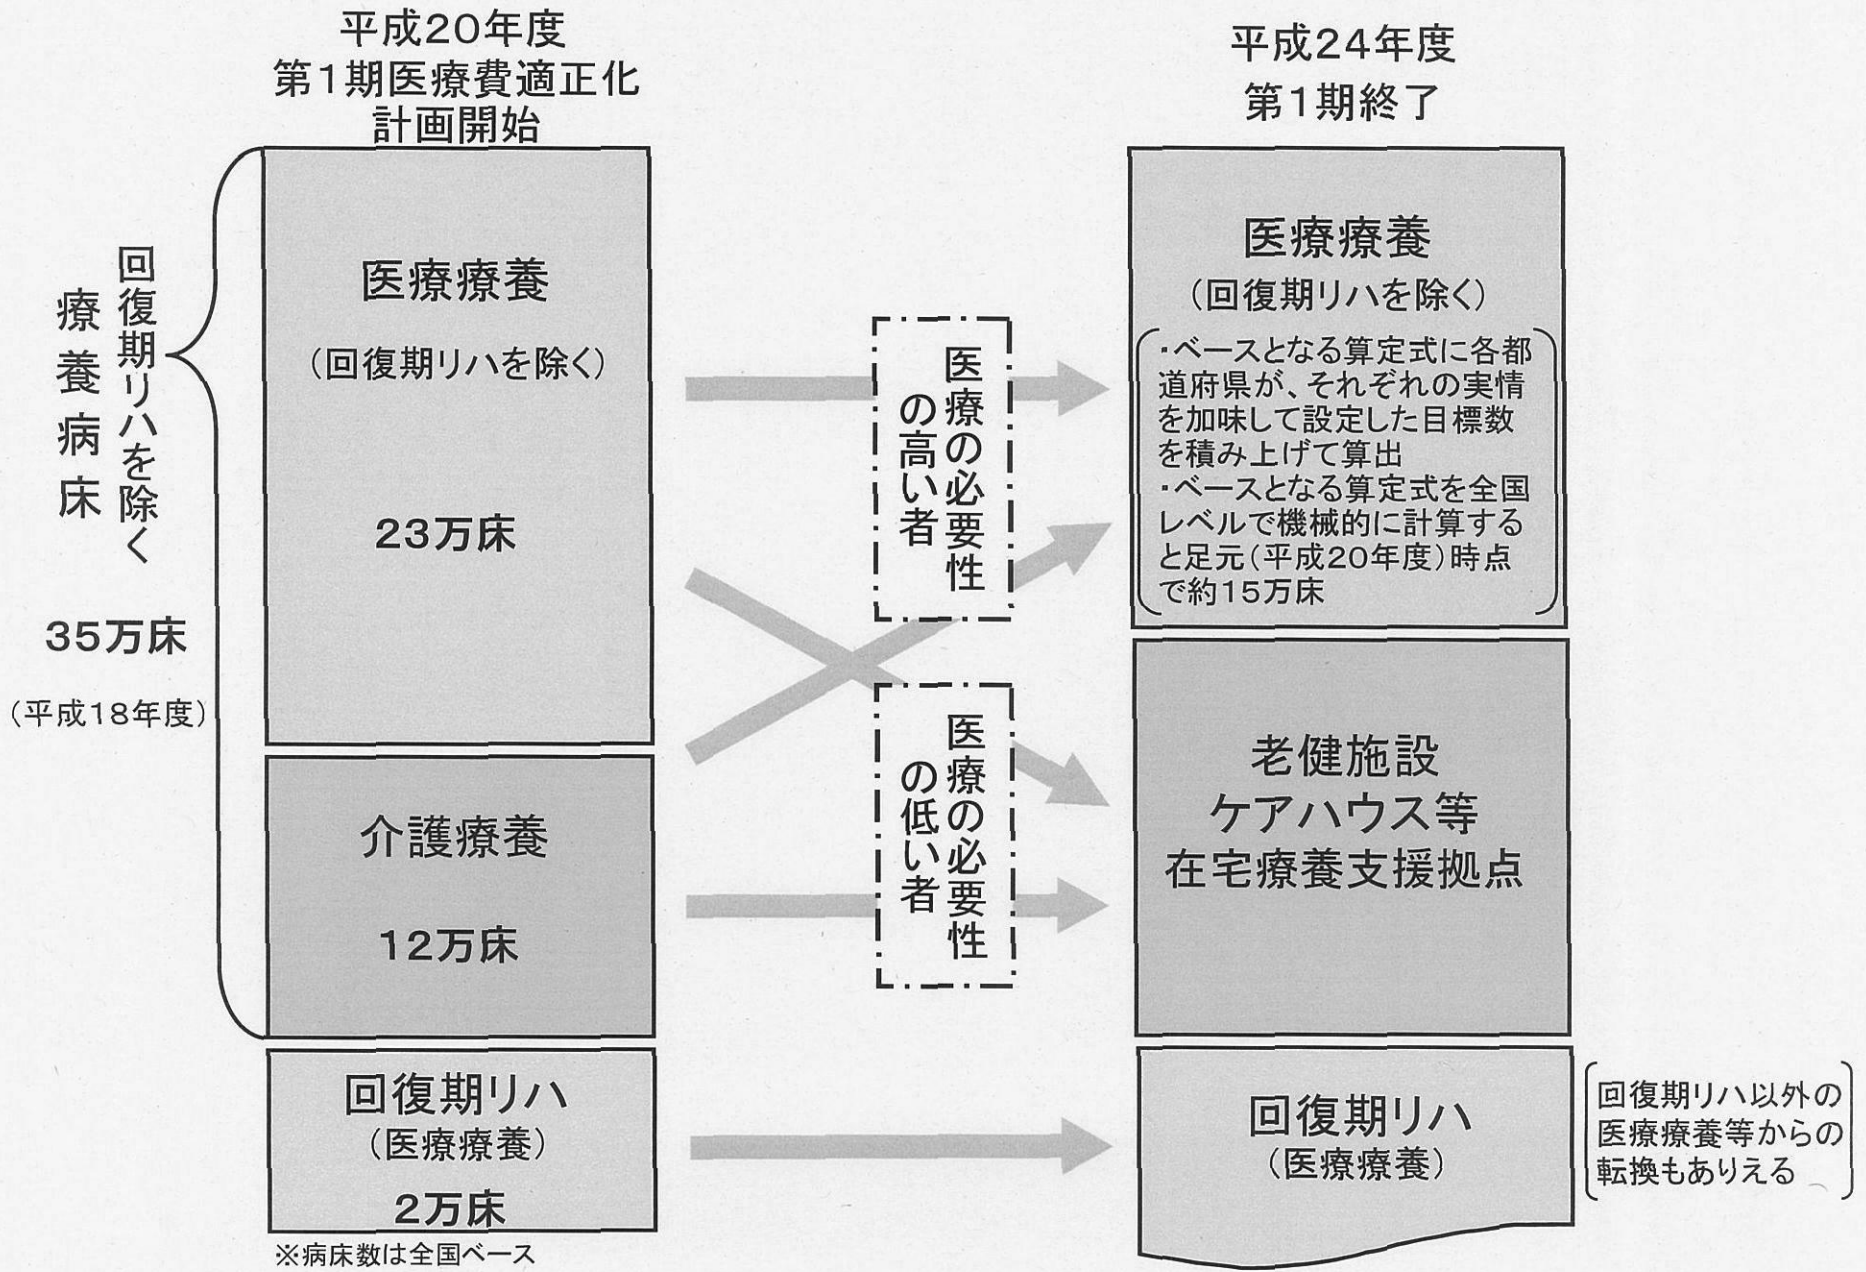 平成20年度
第1期医療費適正化
計画開始
平成24年度
第1期終了
回復期リハを除く
療養病床
35万床
(平成18年度)
医療療養
(回復期リハを除く)
23万床
介護療養
12万床
回復期リハ
(医療療養)
2万床
※病床数は全国ベース
医療の必要性
の高い者
医療の必要性
の低い者
医療療養
(回復期リハを除く)
・ベースとなる算定式に各都
道府県が、それぞれの実情
を加味して設定した目標数
を積み上げて算出
・ベースとなる算定式を全国
レベルで機械的に計算する
と足元(平成20年度)時点
で約15万床
老健施設
ケアハウス等
在宅療養支援拠点
回復期リハ
(医療療養)
回復期リハ以外の
医療療養等からの
転換もありえる